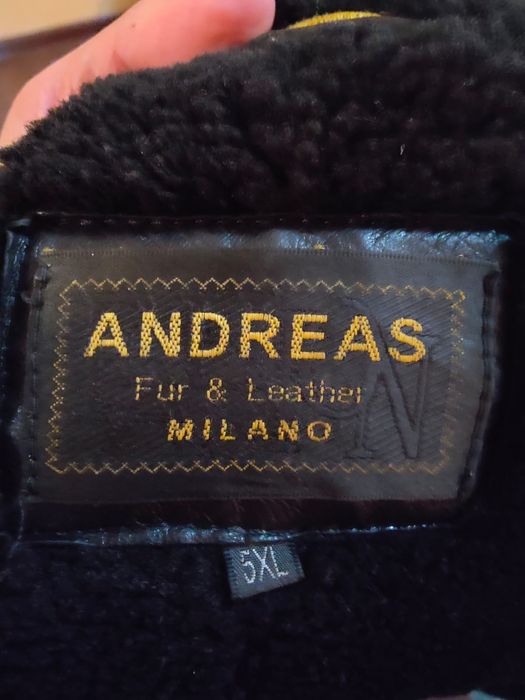 ANDREAS
Fur & Leather
MILANO
5XL